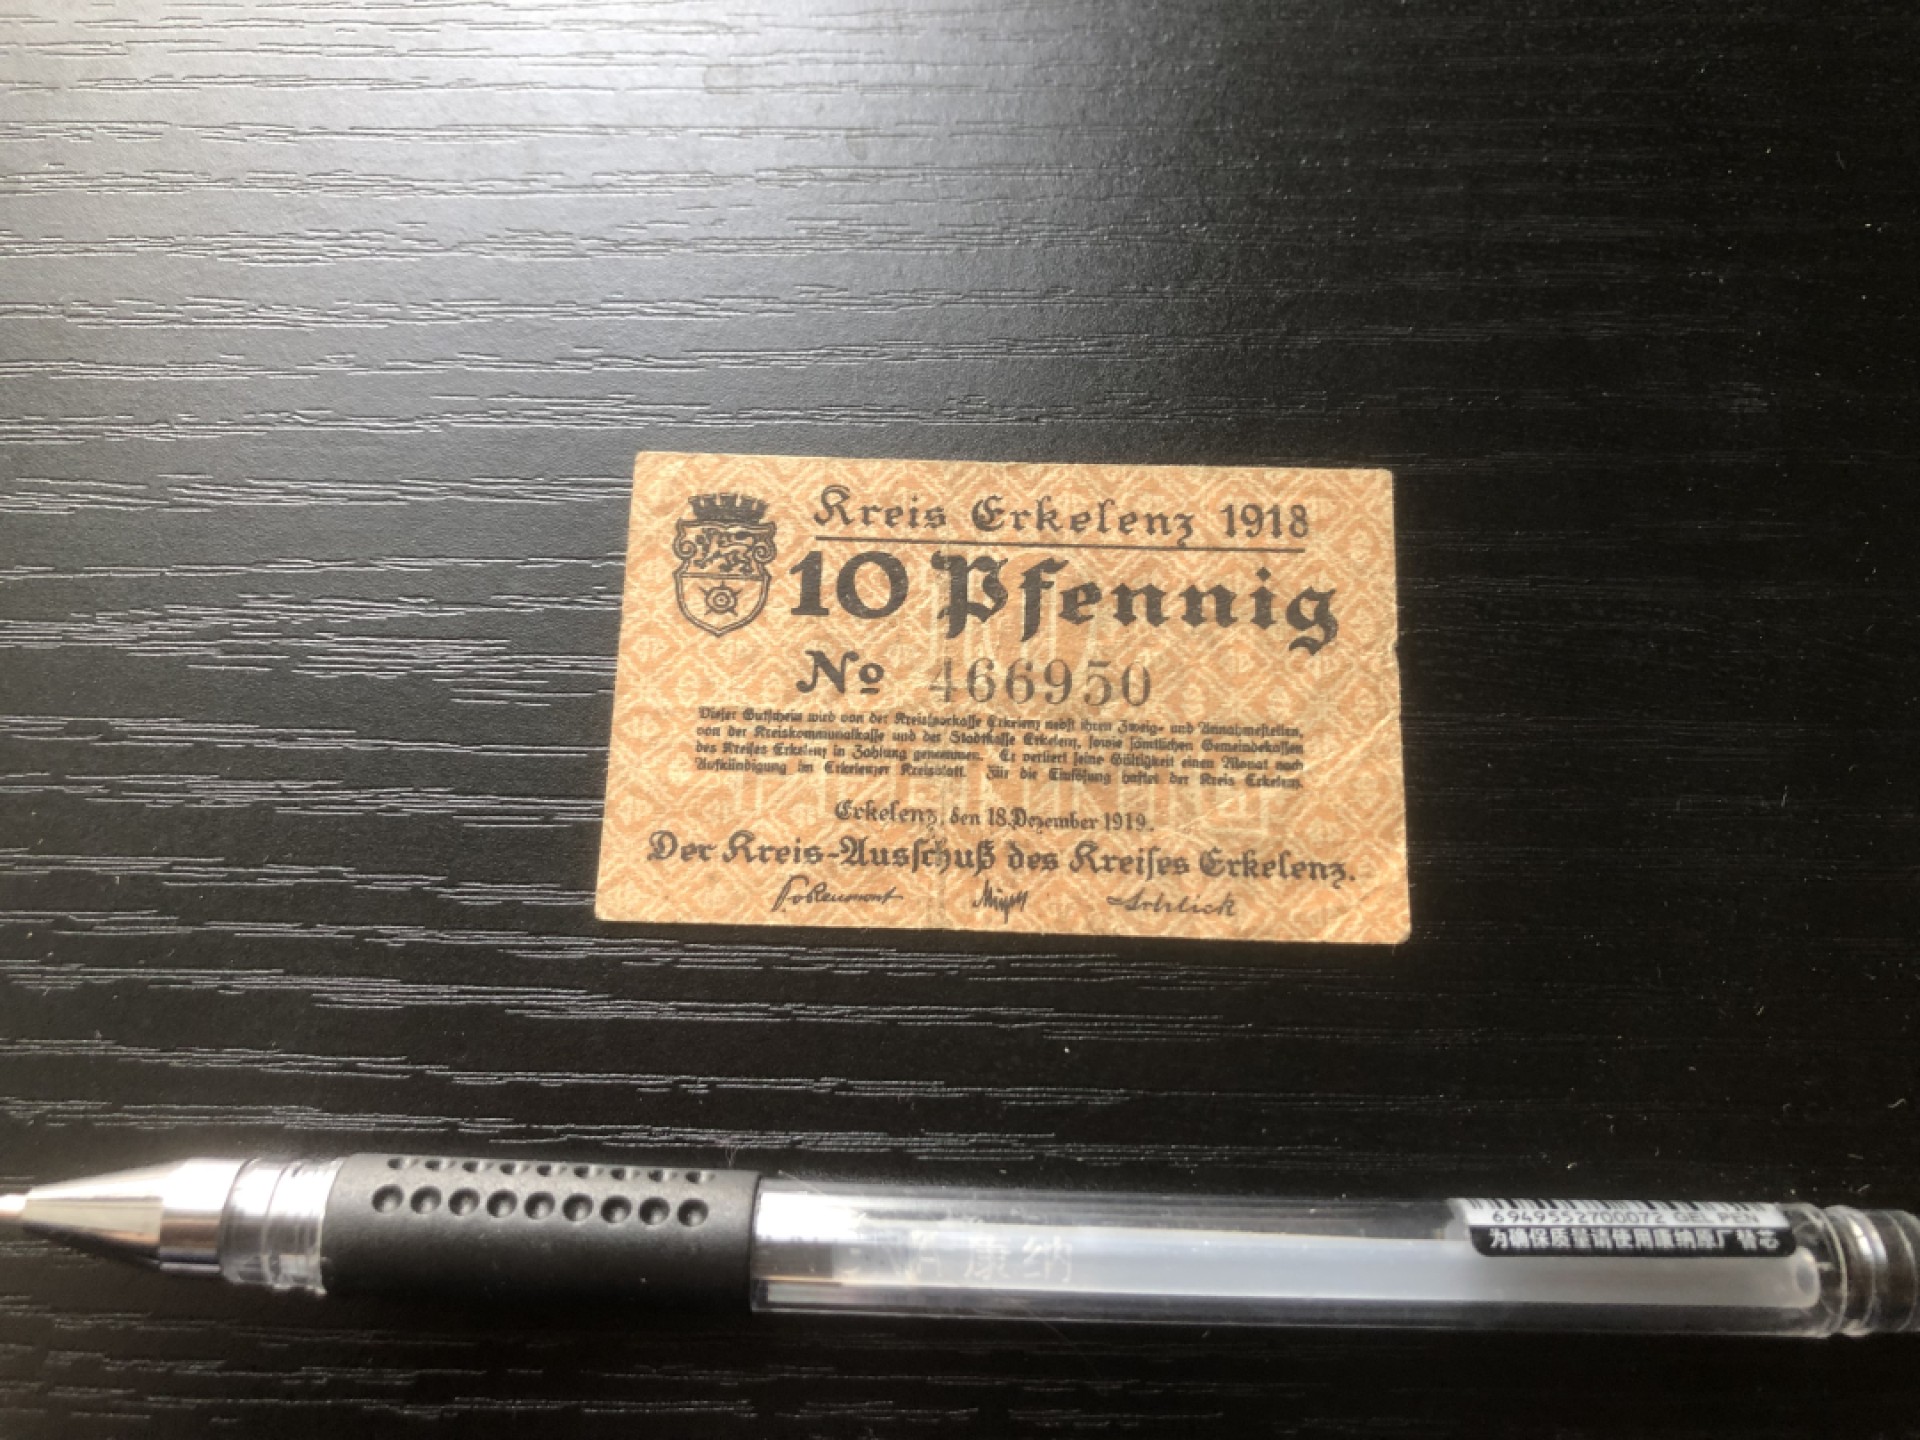 Kreis Erkelenz 1918
10 Pfennig
No 466950
Dieser Gutschein wird von der Kreissparkasse Erkelenz nebst ihren Zweig- und Annahmestellen,
von der Kreiskommunalkasse und der Stadtkasse Erkelenz, sowie sämtlichen Gemeindekassen
des Kreises Erkelenz in Zahlung genommen. Er verliert seine Gültigkeit einen Monat nach
Aufkündigung im Erkelenzer Kreisblatt. Für die Einlösung haftet der Kreis Erkelenz.
Erkelenz, den 18. Dezember 1919.
Der Kreis-Ausschuß des Kreises Erkelenz.
康纳
6949552700072 GEL PEN
为确保质量请使用康纳原厂替芯